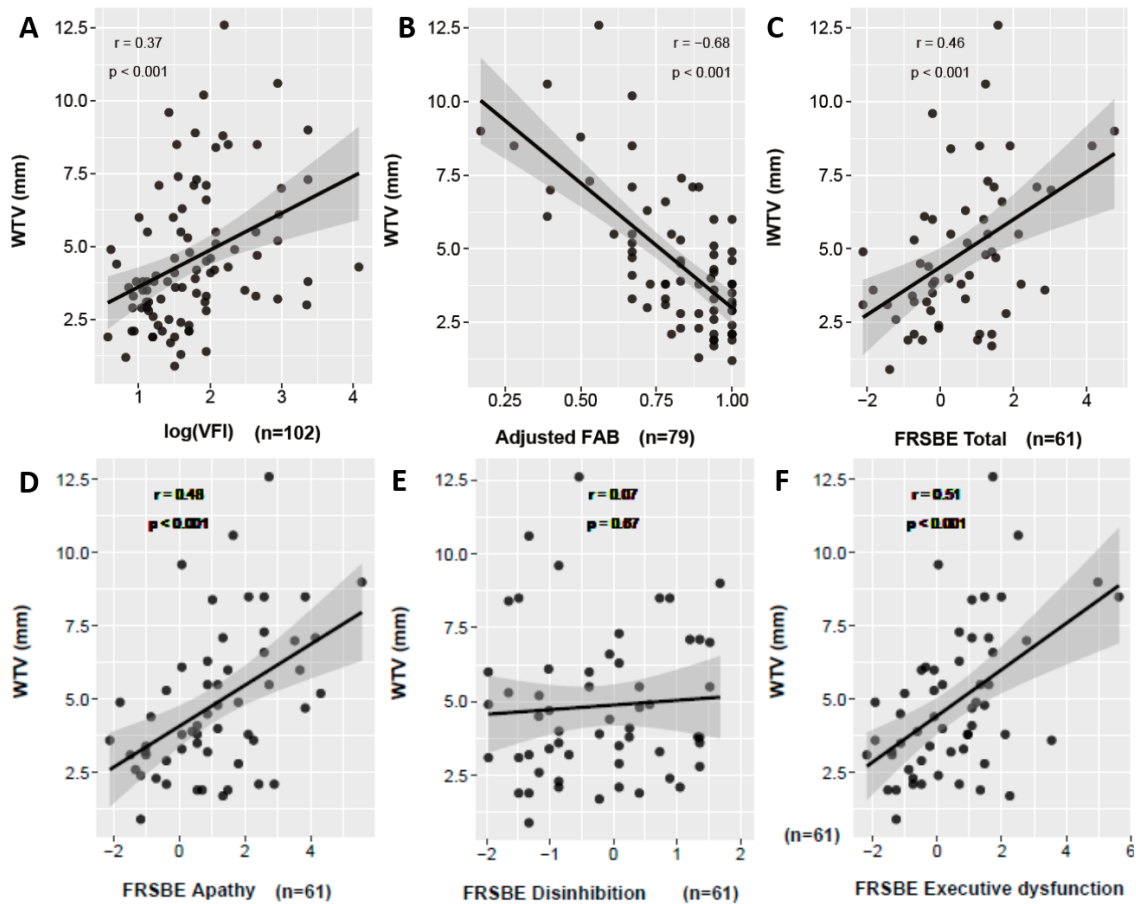 A
B
C
r = 0.37
p < 0.001
12.5
10.0
7.5
5.0
2.5
WTV (mm)
1 2 3 4
log(VFI) (n=102)
r = −0.68
p < 0.001
12.5
10.0
7.5
5.0
2.5
WTV (mm)
0.25 0.50 0.75 1.00
Adjusted FAB (n=79)
r = 0.46
p < 0.001
12.5
10.0
7.5
5.0
2.5
IWTV (mm)
−2 0 2 4
FRSBE Total (n=61)
D
E
F
r = 0.48
p < 0.001
12.5
10.0
7.5
5.0
2.5
WTV (mm)
−2 0 2 4
FRSBE Apathy (n=61)
r = 0.07
p = 0.67
12.5
10.0
7.5
5.0
2.5
WTV (mm)
−2 −1 0 1 2
FRSBE Disinhibition (n=61)
r = 0.51
p < 0.001
12.5
10.0
7.5
5.0
2.5
WTV (mm)
(n=61)
−2 0 2 4 6
FRSBE Executive dysfunction